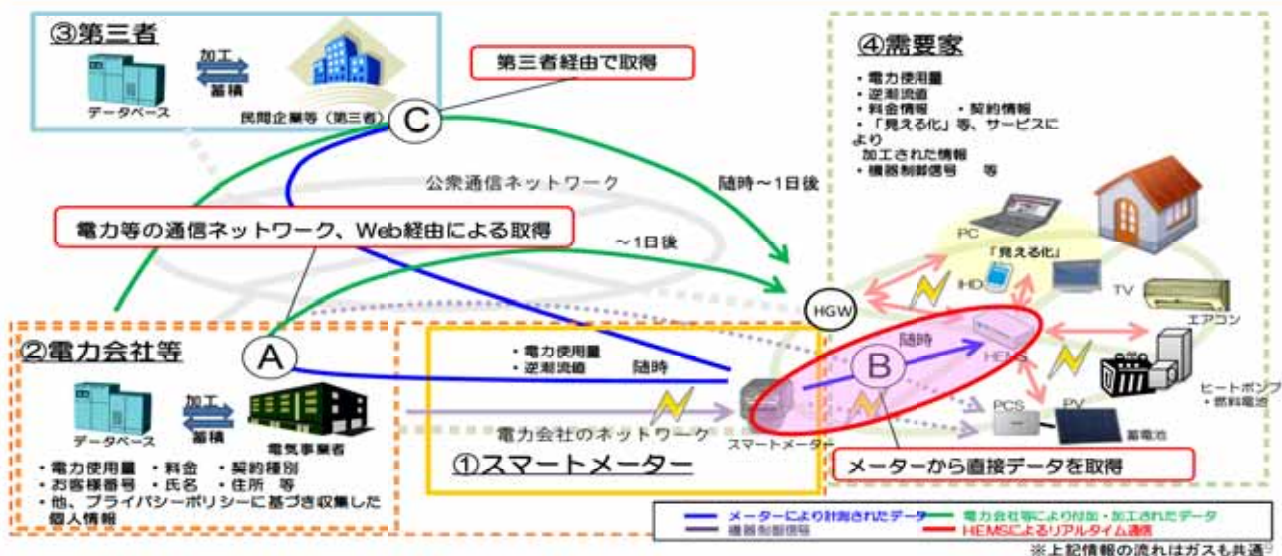 ③第三者
加工
蓄積
データベース
民間企業等（第三者）
C
第三者経由で取得
公衆通信ネットワーク
随時～1日後
電力等の通信ネットワーク、Web経由による取得
～1日後
④需要家
・電力使用量
・逆潮流値
・料金情報　・契約情報
・「見える化」等、サービスに
より
加工された情報
・機器制御信号　等
PC
「見える化」
IHD
TV
エアコン
HGW
HEMS
随時
B
ヒートポンプ
・燃料電池
PCS
PV
蓄電池
②電力会社等
A
加工
蓄積
データベース
電気事業者
・電力使用量　・料金　・契約種別
・お客様番号　・氏名　・住所　等
・他、プライバシーポリシーに基づき収集した
個人情報
・電力使用量
・逆潮流値
随時
電力会社のネットワーク
スマートメーター
①スマートメーター
メーターから直接データを取得
メーターにより計測されたデータ
電力会社等により付加・加工されたデータ
機器制御信号
HEMSによるリアルタイム通信
※上記情報の流れはガスも共通